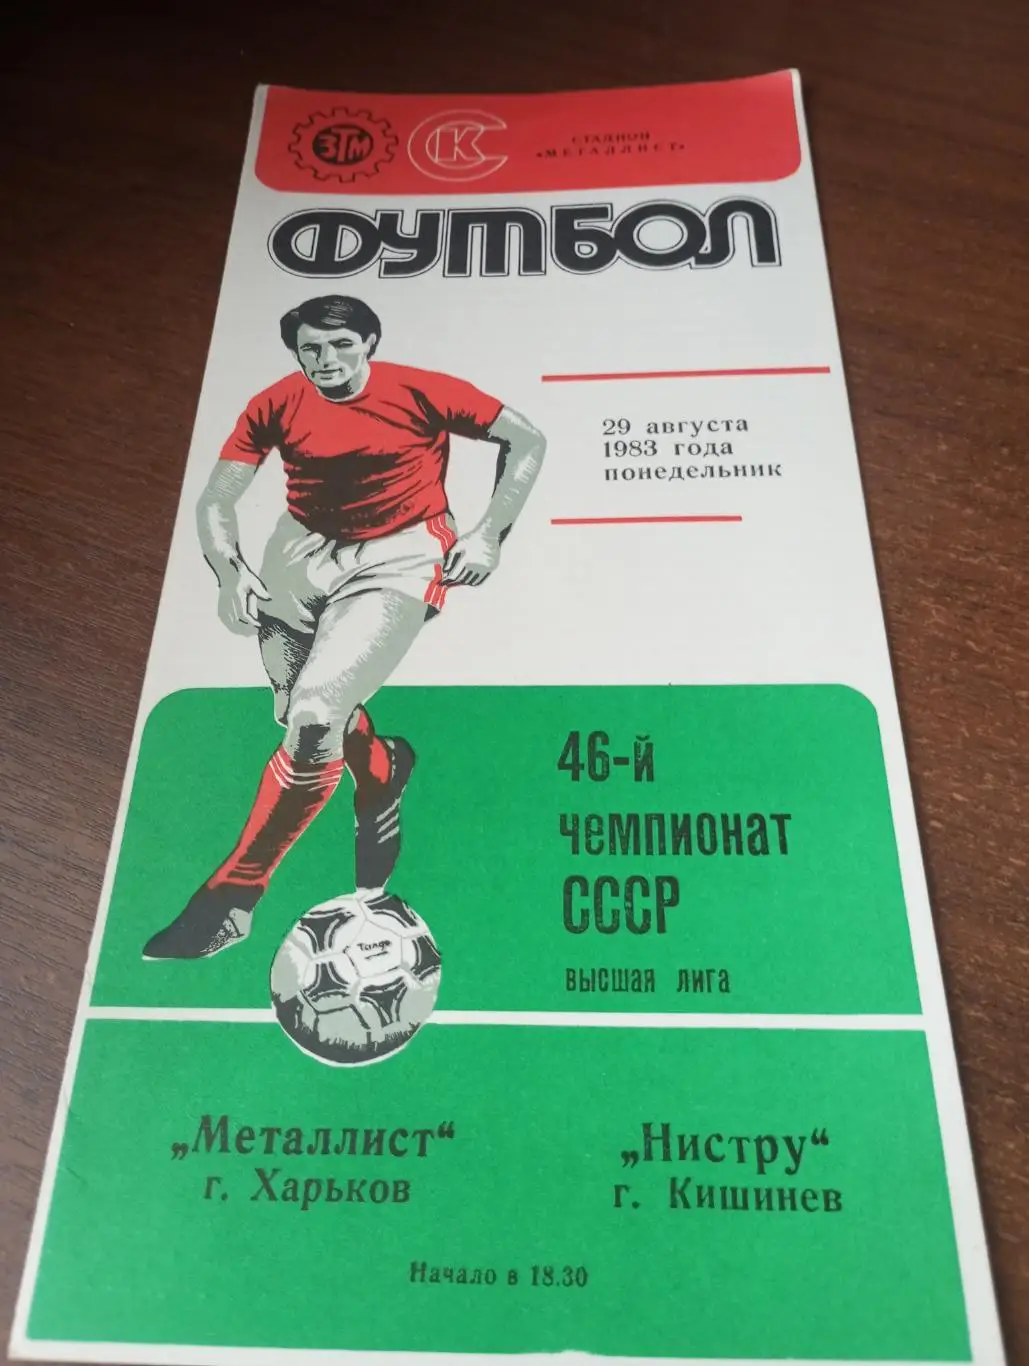 ЗТМ
СК
СТАДИОН
«МЕТАЛЛИСТ»
ФУТБОЛ
29 августа
1983 года
понедельник
46-й
чемпионат
СССР
высшая лига
Tango
„Металлист“
г. Харьков
„Нистру“
г. Кишинев
Начало в 18.30